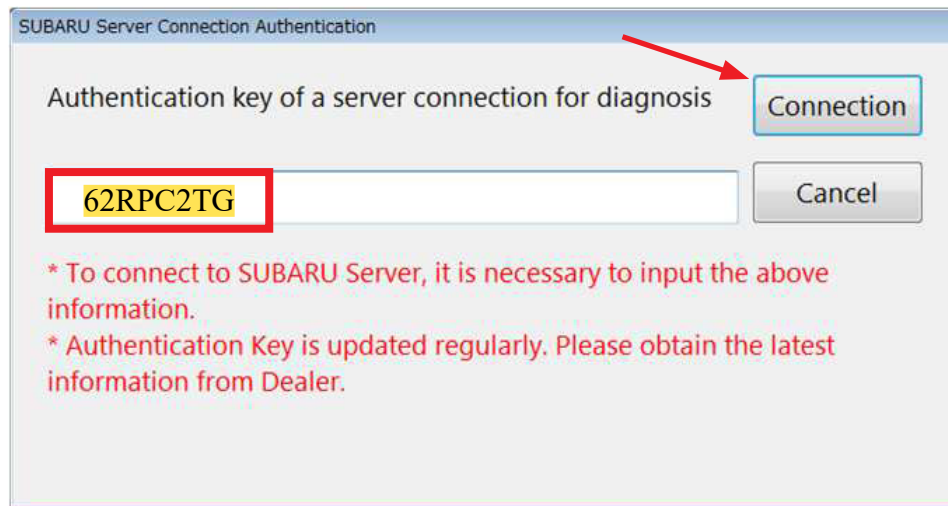 SUBARU Server Connection Authentication
Authentication key of a server connection for diagnosis
Connection
62RPC2TG
Cancel
* To connect to SUBARU Server, it is necessary to input the above
information.
* Authentication Key is updated regularly. Please obtain the latest
information from Dealer.